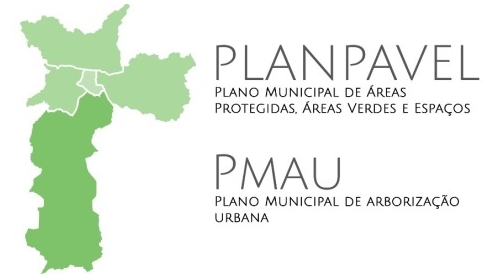 PLANPAVEL
PLANO MUNICIPAL DE ÁREAS
PROTEGIDAS, ÁREAS VERDES E ESPAÇOS
PMAU
PLANO MUNICIPAL DE ARBORIZAÇÃO
URBANA